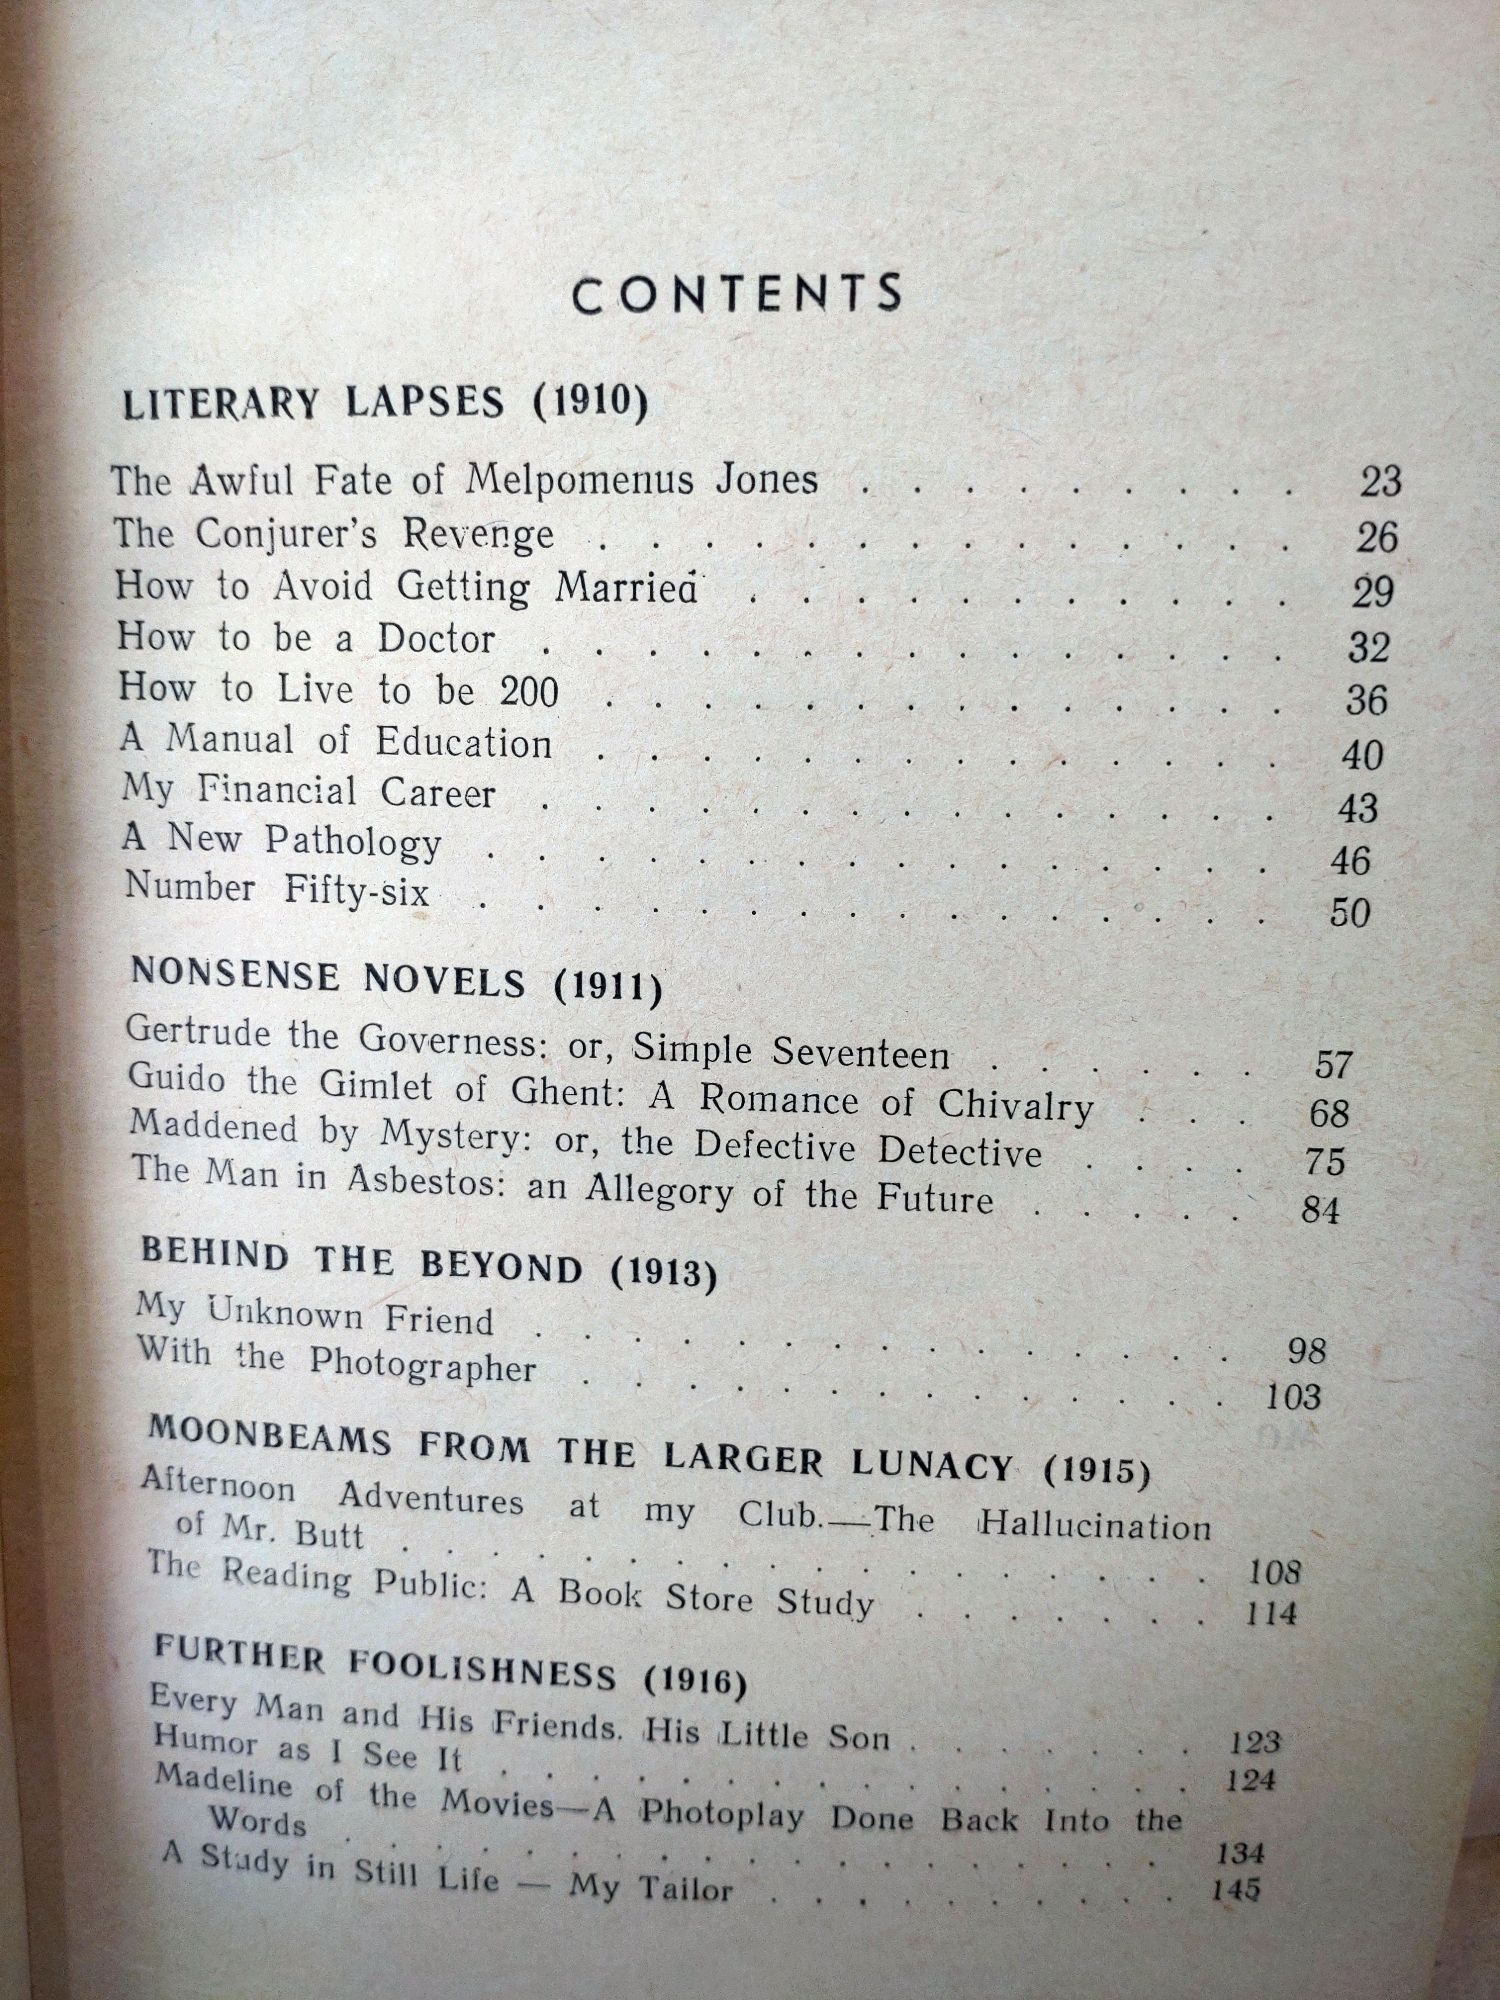 CONTENTS
LITERARY LAPSES (1910)
The Awful Fate of Melpomenus Jones . . . . . . . . . 23
The Conjurer's Revenge . . . . . . . . . . . . . . 26
How to Avoid Getting Married . . . . . . . . . . . 29
How to be a Doctor . . . . . . . . . . . . . . . 32
How to Live to be 200 . . . . . . . . . . . . . . 36
A Manual of Education . . . . . . . . . . . . . . 40
My Financial Career . . . . . . . . . . . . . . . 43
A New Pathology . . . . . . . . . . . . . . . . 46
Number Fifty-six . . . . . . . . . . . . . . . . 50
NONSENSE NOVELS (1911)
Gertrude the Governess: or, Simple Seventeen . . . . . . 57
Guido the Gimlet of Ghent: A Romance of Chivalry . . . 68
Maddened by Mystery: or, the Defective Detective . . . . 75
The Man in Asbestos: an Allegory of the Future . . . . . 84
BEHIND THE BEYOND (1913)
My Unknown Friend . . . . . . . . . . . . . . . 98
With the Photographer . . . . . . . . . . . . . . 103
MOONBEAMS FROM THE LARGER LUNACY (1915)
Afternoon Adventures at my Club.—The Hallucination
of Mr. Butt . . . . . . . . . . . . . . . . . . 108
The Reading Public: A Book Store Study . . . . . . . 114
FURTHER FOOLISHNESS (1916)
Every Man and His Friends. His Little Son . . . . . . . 123
Humor as I See It . . . . . . . . . . . . . . . . 124
Madeline of the Movies—A Photoplay Done Back Into the
Words . . . . . . . . . . . . . . . . . . . 134
A Study in Still Life — My Tailor . . . . . . . . . . 145